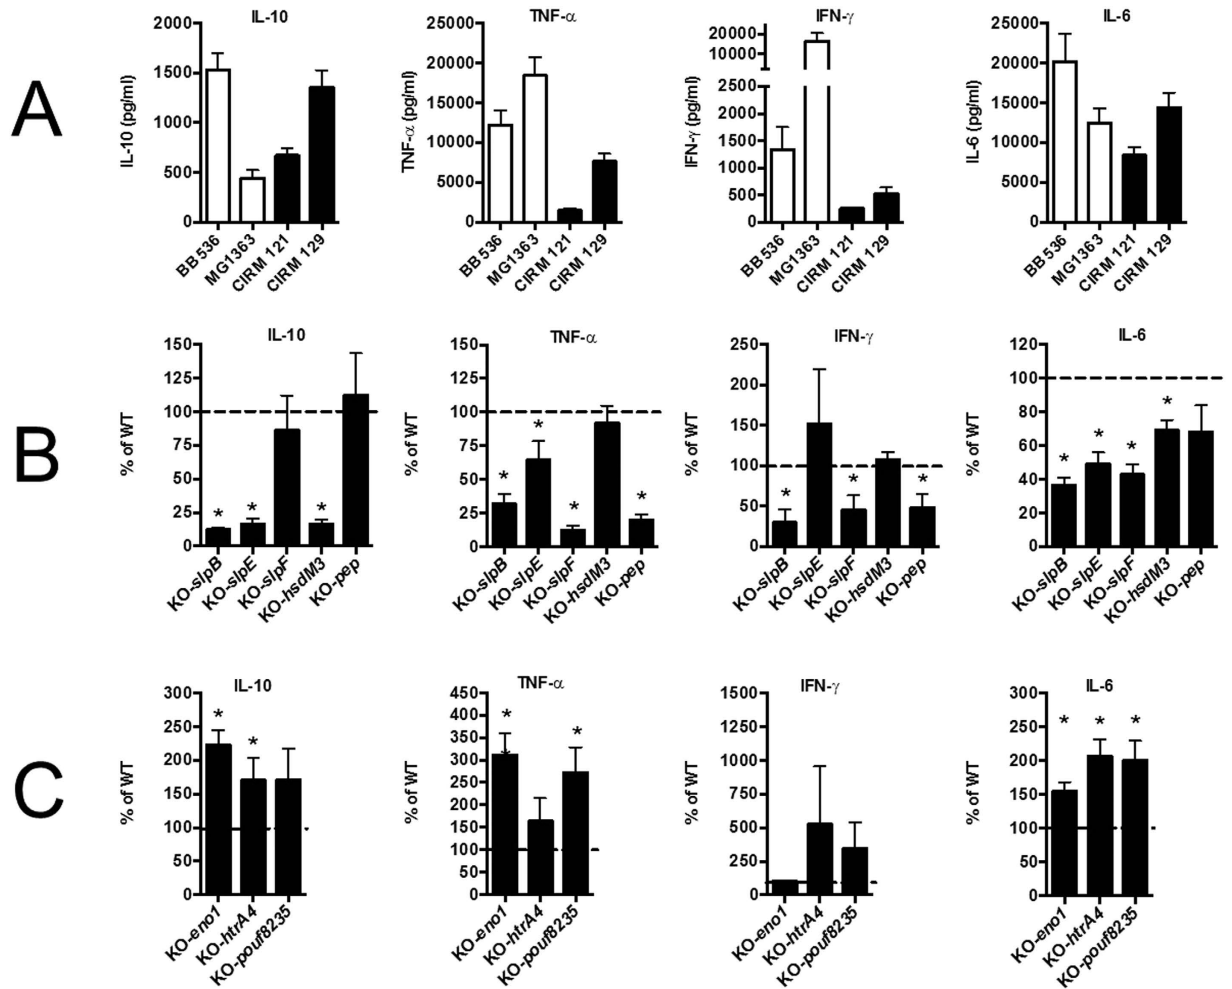 A
IL-10
IL-10 (pg/ml)
2000
1500
1000
500
0
BB536
MG1363
CIRM 121
CIRM 129
TNF-α
TNF-α (pg/ml)
25000
20000
15000
10000
5000
0
BB536
MG1363
CIRM 121
CIRM 129
IFN-γ
IFN-γ (pg/ml)
20000
10000
2500
2000
1500
1000
500
0
BB536
MG1363
CIRM 121
CIRM 129
IL-6
IL-6 (pg/ml)
25000
20000
15000
10000
5000
0
BB536
MG1363
CIRM 121
CIRM 129
B
IL-10
% of WT
150
125
100
75
50
25
0
* * *
KO-slpB
KO-slpE
KO-slpF
KO-hsdM3
KO-pep
TNF-α
% of WT
150
125
100
75
50
25
0
* * * *
KO-slpB
KO-slpE
KO-slpF
KO-hsdM3
KO-pep
IFN-γ
% of WT
250
200
150
100
50
0
* * *
KO-slpB
KO-slpE
KO-slpF
KO-hsdM3
KO-pep
IL-6
% of WT
120
100
80
60
40
20
0
* * * *
KO-slpB
KO-slpE
KO-slpF
KO-hsdM3
KO-pep
C
IL-10
% of WT
300
250
200
150
100
50
0
* *
KO-eno1
KO-htrA4
KO-pouf8235
TNF-α
% of WT
450
400
350
300
250
200
150
100
50
0
* *
KO-eno1
KO-htrA4
KO-pouf8235
IFN-γ
% of WT
1500
1250
1000
750
500
250
0
KO-eno1
KO-htrA4
KO-pouf8235
IL-6
% of WT
300
250
200
150
100
50
0
* * *
KO-eno1
KO-htrA4
KO-pouf8235